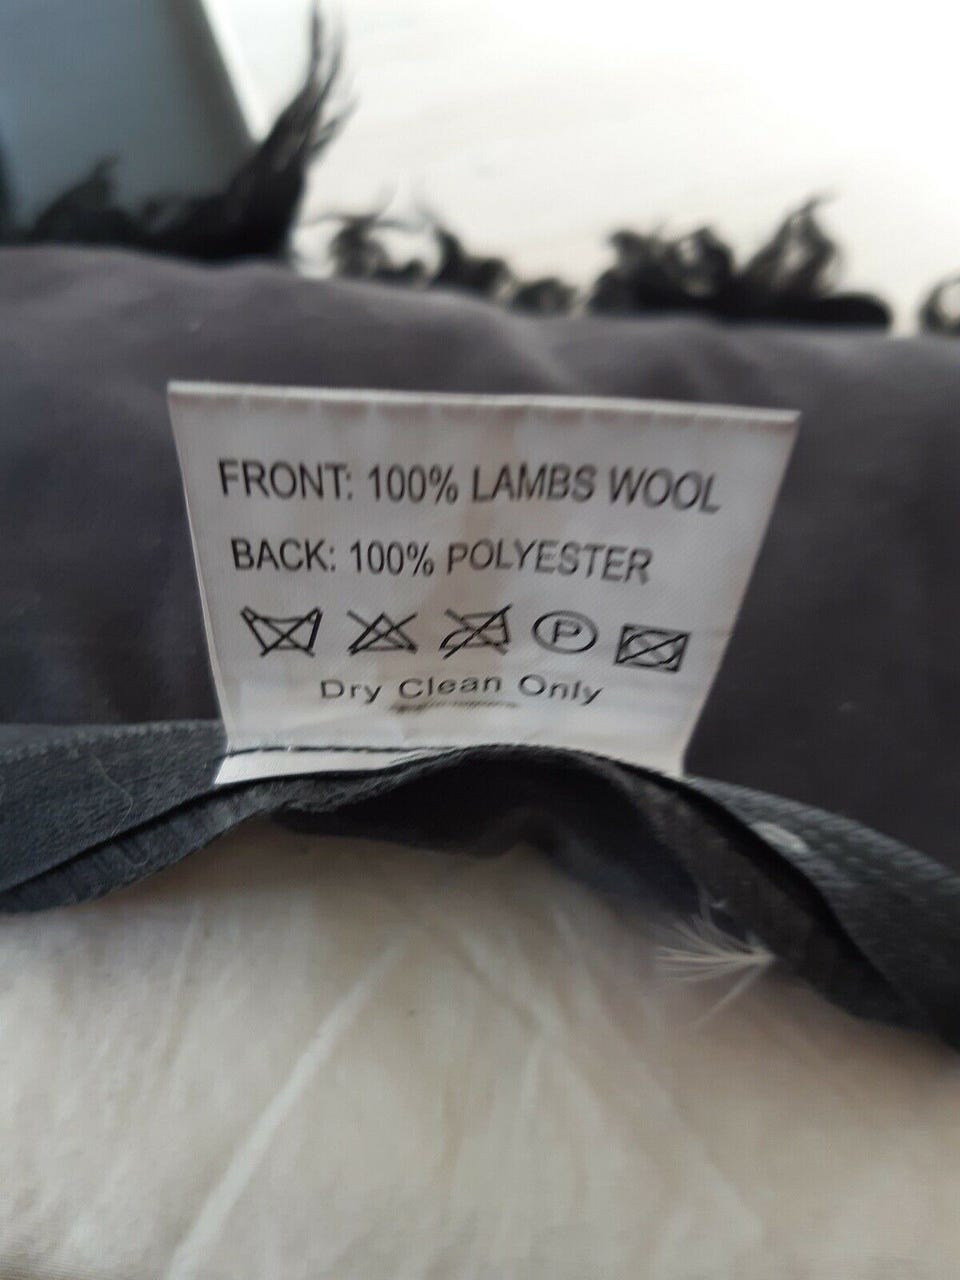 FRONT: 100% LAMBS WOOL
BACK: 100% POLYESTER
P
Dry Clean Only